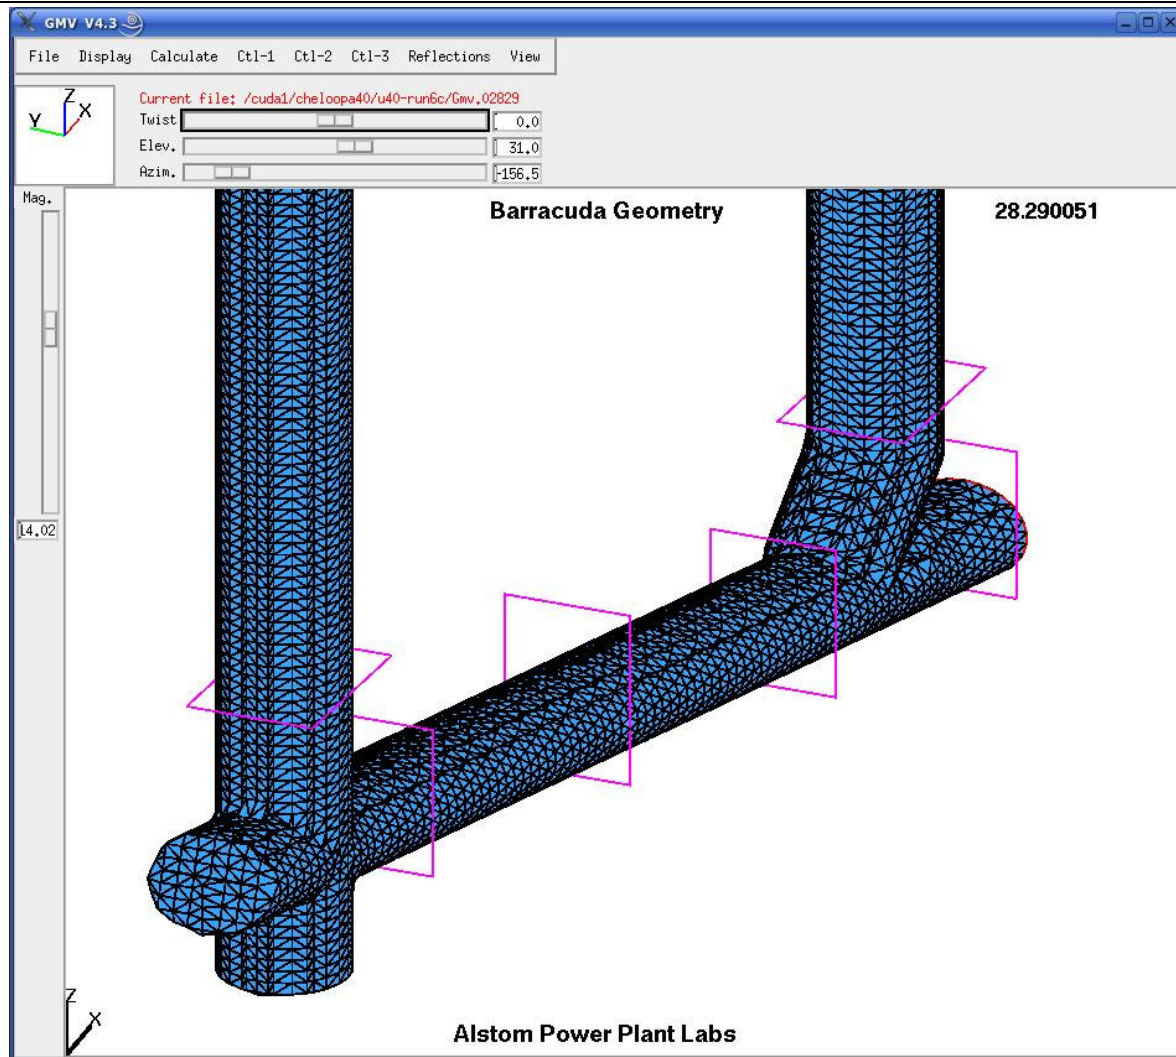 GMV V4.3
File Display Calculate Ctl-1 Ctl-2 Ctl-3 Reflections View
Current file: /cuda1/cheloopa40/u40-run6c/Gmv.02829
Z
X
Y
Twist 0.0
Elev. 31.0
Azim. -156.5
Mag.
14.02
Barracuda Geometry 28.290051
Z
X
Alstom Power Plant Labs